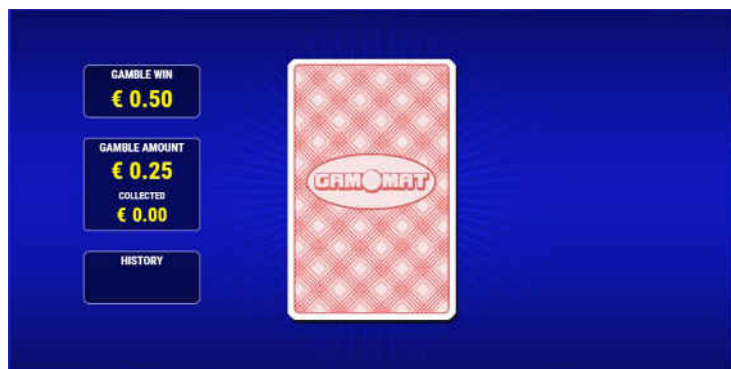 GAMBLE WIN
€ 0.50
GAMBLE AMOUNT
€ 0.25
COLLECTED
€ 0.00
HISTORY
GAMOMAT